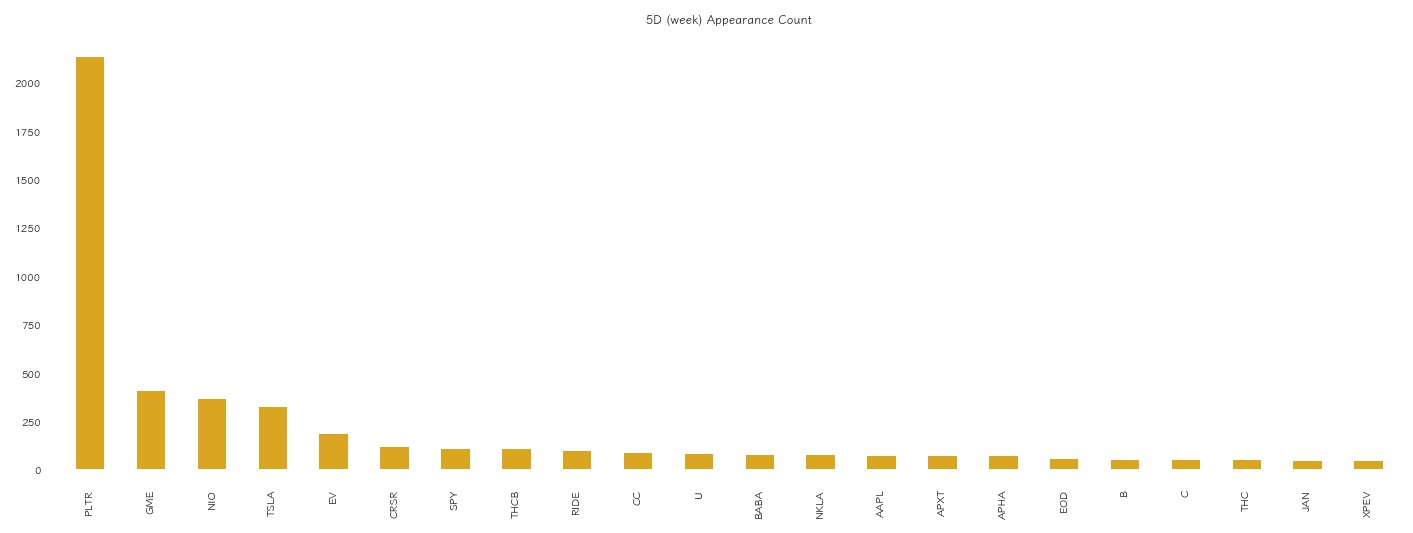 5D (week) Appearance Count
2000
1750
1500
1250
1000
750
500
250
0
PLTR
GME
NIO
TSLA
EV
CRSR
SPY
THCB
RIDE
CC
U
BABA
NKLA
AAPL
APXT
APHA
EOD
B
C
THC
JAN
XPEV